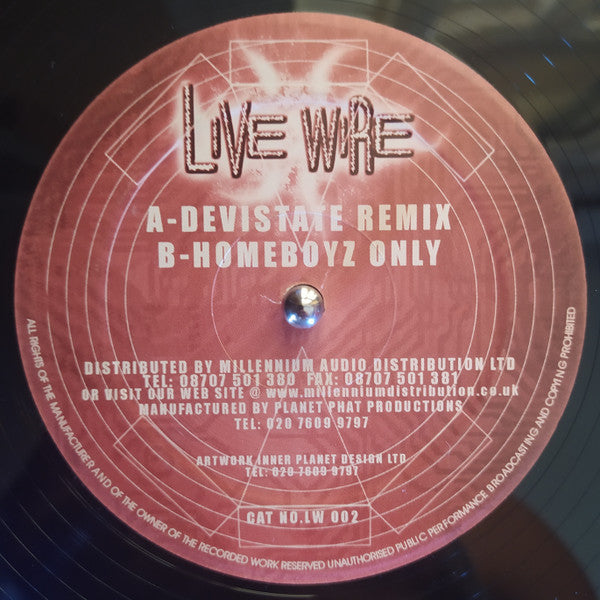 LIVE WIRE
A-DEVISTATE REMIX
B-HOMEBOYZ ONLY
DISTRIBUTED BY MILLENNIUM AUDIO DISTRIBUTION LTD
TEL: 08707 501 380 FAX: 08707 501 381
OR VISIT OUR WEB SITE @ www.millenniumdistribution.co.uk
MANUFACTURED BY PLANET PHAT PRODUCTIONS
TEL: 020 7609 9797
ARTWORK INNER PLANET DESIGN LTD
TEL: 020 7609 9797
CAT NO.LW 002
ALL RIGHTS OF THE MANUFACTURER AND OF THE OWNER OF THE RECORDED WORK RESERVED UNAUTHORISED PUBLIC PERFORMANCE BROADCASTING AND COPYING PROHIBITED